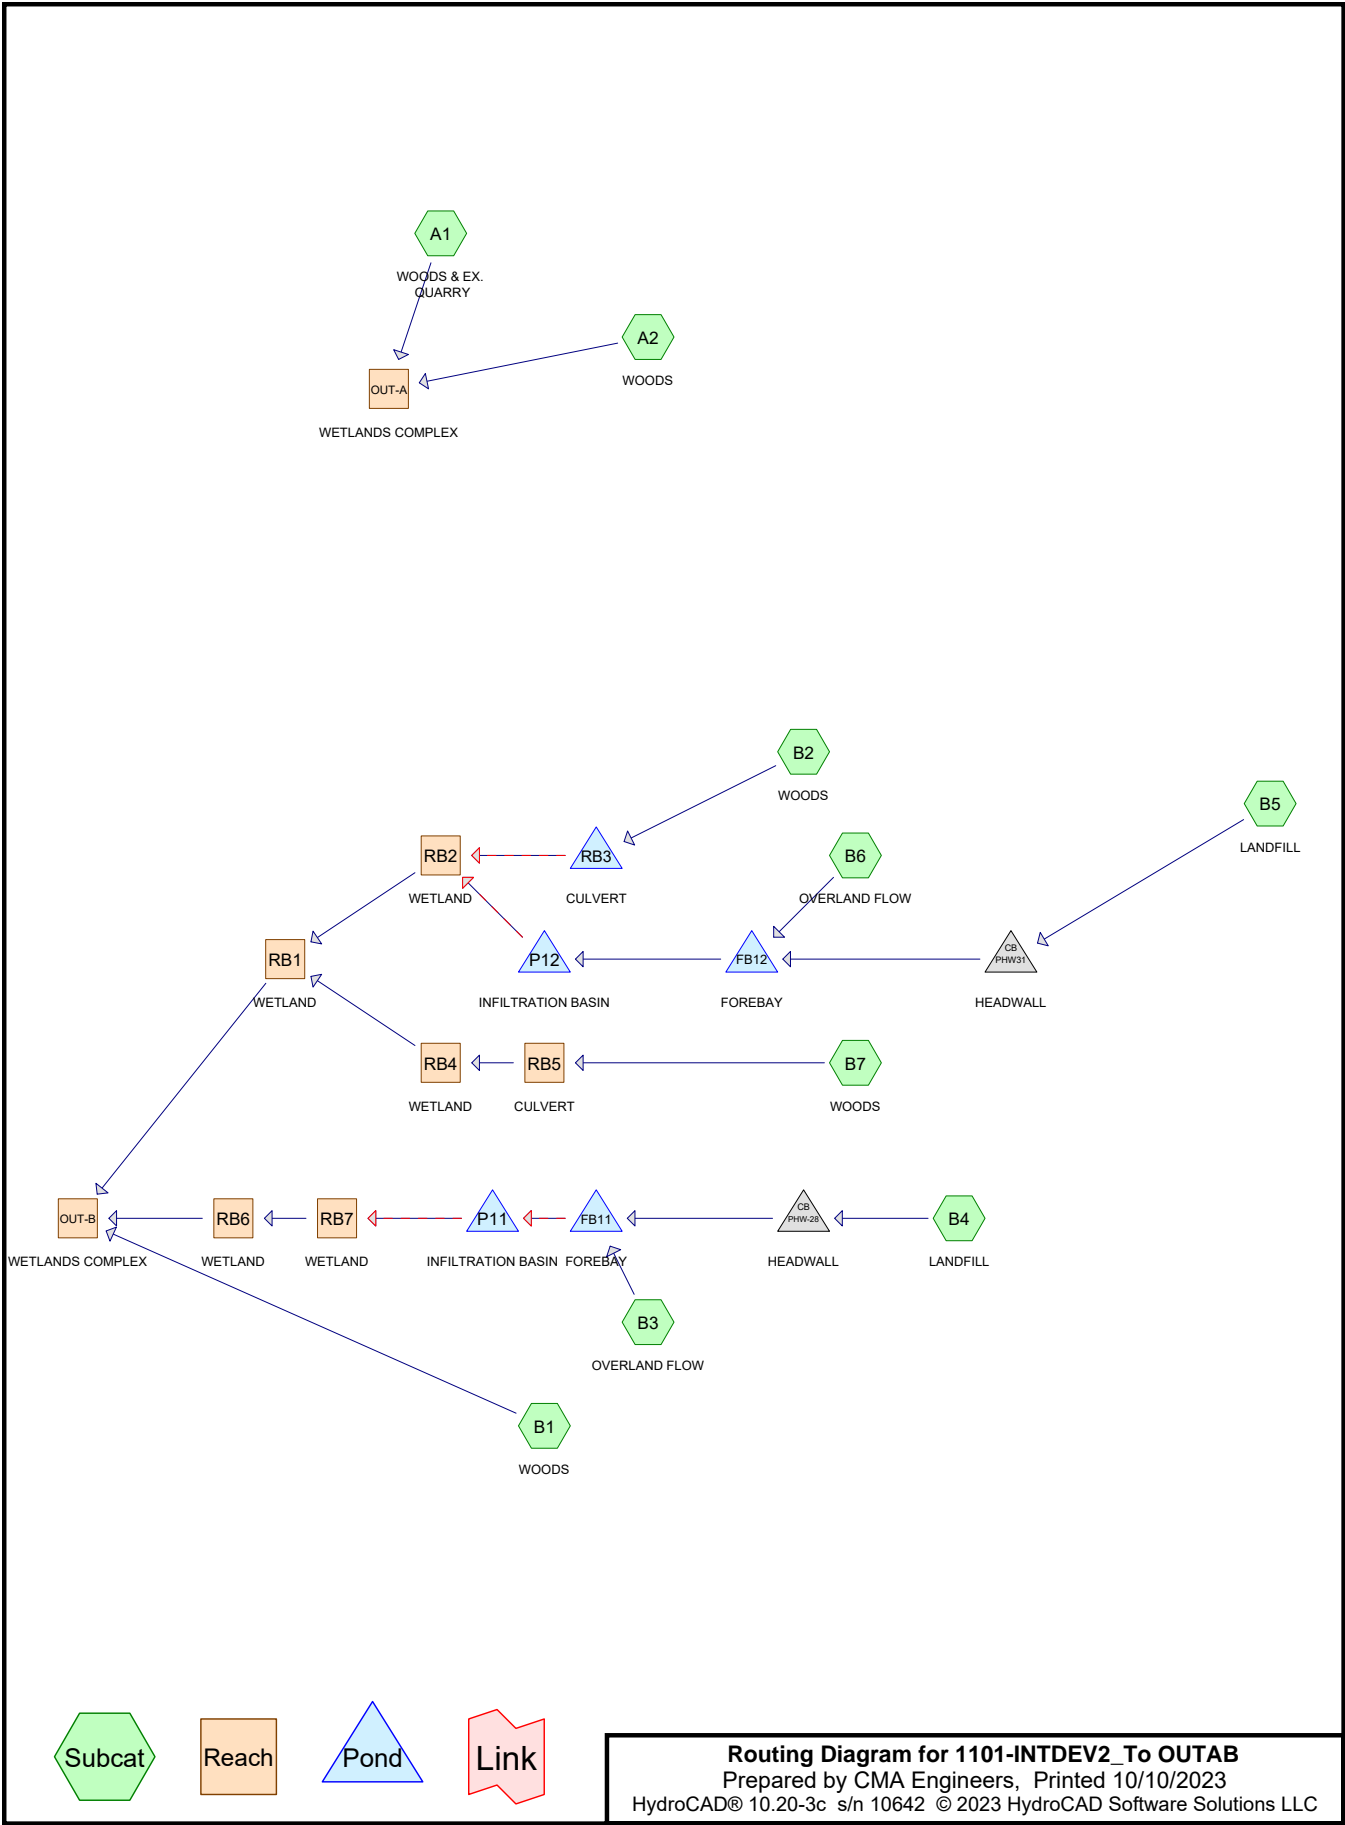 A1
WOODS & EX.
QUARRY
A2
WOODS
OUT-A
WETLANDS COMPLEX
B2
WOODS
B5
LANDFILL
RB2
WETLAND
RB3
CULVERT
B6
OVERLAND FLOW
RB1
WETLAND
P12
INFILTRATION BASIN
FB12
FOREBAY
CB
PHW31
HEADWALL
RB4
WETLAND
RB5
CULVERT
B7
WOODS
OUT-B
WETLANDS COMPLEX
RB6
WETLAND
RB7
WETLAND
P11
INFILTRATION BASIN
FB11
FOREBAY
CB
PHW-28
HEADWALL
B4
LANDFILL
B3
OVERLAND FLOW
B1
WOODS
Subcat
Reach
Pond
Link
Routing Diagram for 1101-INTDEV2_To OUTAB
Prepared by CMA Engineers, Printed 10/10/2023
HydroCAD® 10.20-3c s/n 10642 © 2023 HydroCAD Software Solutions LLC